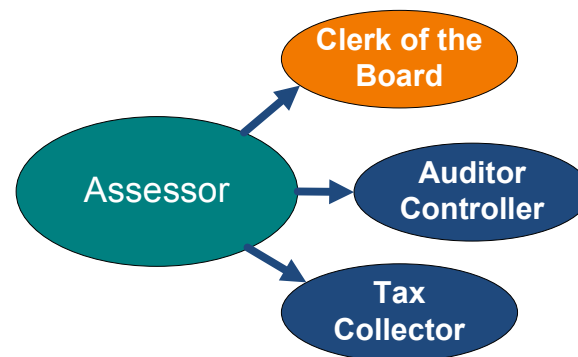 Clerk of the
Board
Assessor
Auditor
Controller
Tax
Collector